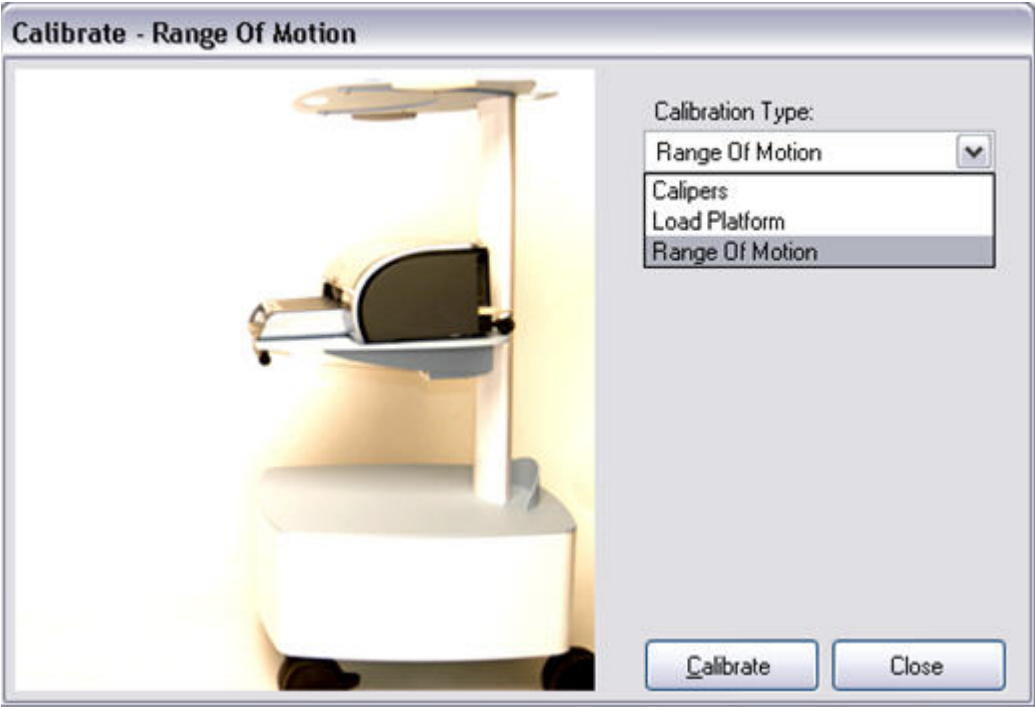 Calibrate - Range Of Motion
Calibration Type:
Range Of Motion
Calipers
Load Platform
Range Of Motion
Calibrate
Close